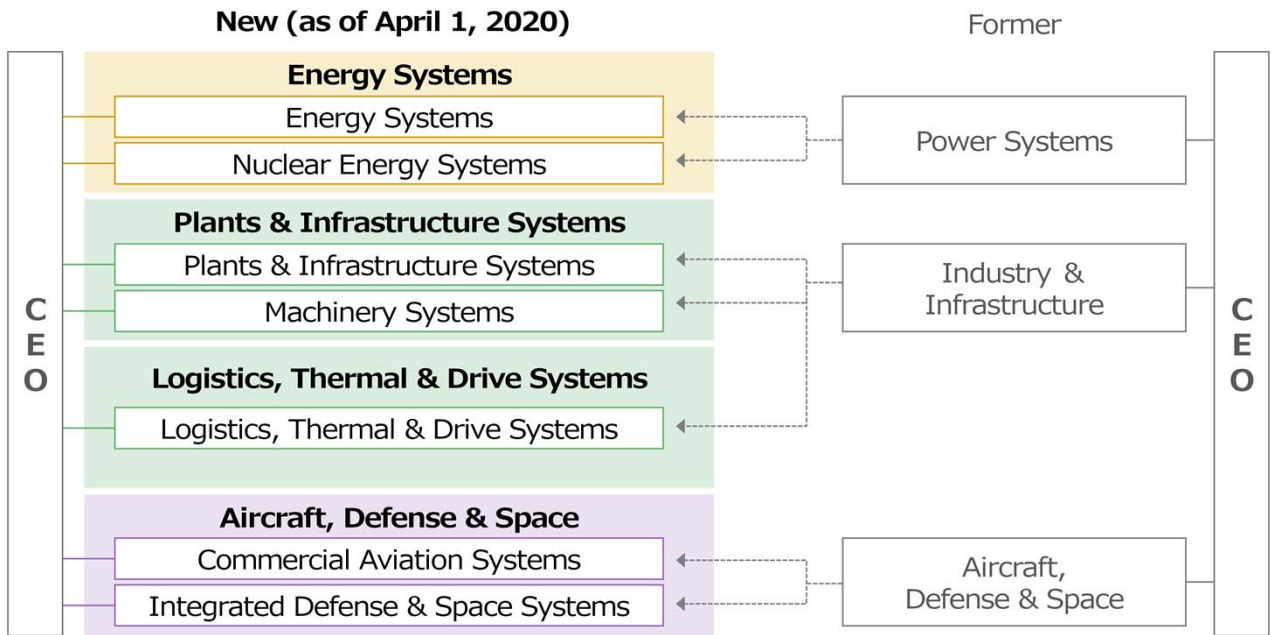 New (as of April 1, 2020)
Former
CEO
Energy Systems
Energy Systems
Nuclear Energy Systems
Plants & Infrastructure Systems
Plants & Infrastructure Systems
Machinery Systems
Logistics, Thermal & Drive Systems
Logistics, Thermal & Drive Systems
Aircraft, Defense & Space
Commercial Aviation Systems
Integrated Defense & Space Systems
Power Systems
Industry &
Infrastructure
Aircraft,
Defense & Space
CEO